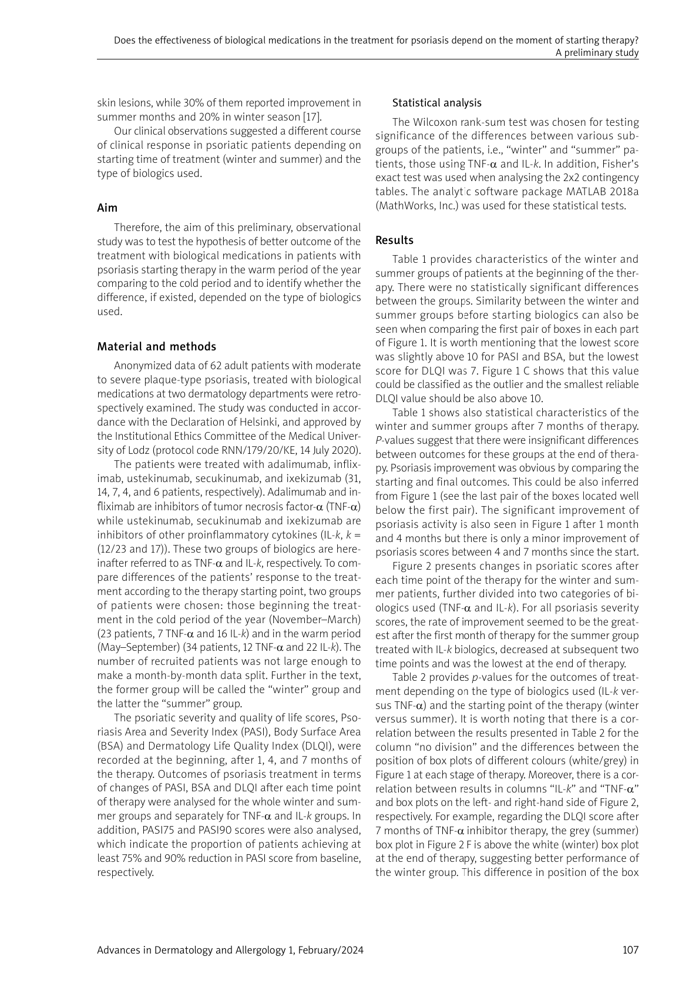 Does the effectiveness of biological medications in the treatment for psoriasis depend on the moment of starting therapy?
A preliminary study
skin lesions, while 30% of them reported improvement in
summer months and 20% in winter season [17].
Our clinical observations suggested a different course
of clinical response in psoriatic patients depending on
starting time of treatment (winter and summer) and the
type of biologics used.
Aim
Therefore, the aim of this preliminary, observational
study was to test the hypothesis of better outcome of the
treatment with biological medications in patients with
psoriasis starting therapy in the warm period of the year
comparing to the cold period and to identify whether the
difference, if existed, depended on the type of biologics
used.
Material and methods
Anonymized data of 62 adult patients with moderate
to severe plaque-type psoriasis, treated with biological
medications at two dermatology departments were retro-
spectively examined. The study was conducted in accor-
dance with the Declaration of Helsinki, and approved by
the Institutional Ethics Committee of the Medical Univer-
sity of Lodz (protocol code RNN/179/20/KE, 14 July 2020).
The patients were treated with adalimumab, inflix-
imab, ustekinumab, secukinumab, and ixekizumab (31,
14, 7, 4, and 6 patients, respectively). Adalimumab and in-
fliximab are inhibitors of tumor necrosis factor-α (TNF-α)
while ustekinumab, secukinumab and ixekizumab are
inhibitors of other proinflammatory cytokines (IL-k, k =
(12/23 and 17)). These two groups of biologics are here-
inafter referred to as TNF-α and IL-k, respectively. To com-
pare differences of the patients’ response to the treat-
ment according to the therapy starting point, two groups
of patients were chosen: those beginning the treat-
ment in the cold period of the year (November–March)
(23 patients, 7 TNF-α and 16 IL-k) and in the warm period
(May–September) (34 patients, 12 TNF-α and 22 IL-k). The
number of recruited patients was not large enough to
make a month-by-month data split. Further in the text,
the former group will be called the “winter” group and
the latter the “summer” group.
The psoriatic severity and quality of life scores, Pso-
riasis Area and Severity Index (PASI), Body Surface Area
(BSA) and Dermatology Life Quality Index (DLQI), were
recorded at the beginning, after 1, 4, and 7 months of
the therapy. Outcomes of psoriasis treatment in terms
of changes of PASI, BSA and DLQI after each time point
of therapy were analysed for the whole winter and sum-
mer groups and separately for TNF-α and IL-k groups. In
addition, PASI75 and PASI90 scores were also analysed,
which indicate the proportion of patients achieving at
least 75% and 90% reduction in PASI score from baseline,
respectively.
Statistical analysis
The Wilcoxon rank-sum test was chosen for testing
significance of the differences between various sub-
groups of the patients, i.e., “winter” and “summer” pa-
tients, those using TNF-α and IL-k. In addition, Fisher’s
exact test was used when analysing the 2x2 contingency
tables. The analytic software package MATLAB 2018a
(MathWorks, Inc.) was used for these statistical tests.
Results
Table 1 provides characteristics of the winter and
summer groups of patients at the beginning of the ther-
apy. There were no statistically significant differences
between the groups. Similarity between the winter and
summer groups before starting biologics can also be
seen when comparing the first pair of boxes in each part
of Figure 1. It is worth mentioning that the lowest score
was slightly above 10 for PASI and BSA, but the lowest
score for DLQI was 7. Figure 1 C shows that this value
could be classified as the outlier and the smallest reliable
DLQI value should be also above 10.
Table 1 shows also statistical characteristics of the
winter and summer groups after 7 months of therapy.
P-values suggest that there were insignificant differences
between outcomes for these groups at the end of thera-
py. Psoriasis improvement was obvious by comparing the
starting and final outcomes. This could be also inferred
from Figure 1 (see the last pair of the boxes located well
below the first pair). The significant improvement of
psoriasis activity is also seen in Figure 1 after 1 month
and 4 months but there is only a minor improvement of
psoriasis scores between 4 and 7 months since the start.
Figure 2 presents changes in psoriatic scores after
each time point of the therapy for the winter and sum-
mer patients, further divided into two categories of bi-
ologics used (TNF-α and IL-k). For all psoriasis severity
scores, the rate of improvement seemed to be the great-
est after the first month of therapy for the summer group
treated with IL-k biologics, decreased at subsequent two
time points and was the lowest at the end of therapy.
Table 2 provides p-values for the outcomes of treat-
ment depending on the type of biologics used (IL-k ver-
sus TNF-α) and the starting point of the therapy (winter
versus summer). It is worth noting that there is a cor-
relation between the results presented in Table 2 for the
column “no division” and the differences between the
position of box plots of different colours (white/grey) in
Figure 1 at each stage of therapy. Moreover, there is a cor-
relation between results in columns “IL-k” and “TNF-α”
and box plots on the left- and right-hand side of Figure 2,
respectively. For example, regarding the DLQI score after
7 months of TNF-α inhibitor therapy, the grey (summer)
box plot in Figure 2 F is above the white (winter) box plot
at the end of therapy, suggesting better performance of
the winter group. This difference in position of the box
Advances in Dermatology and Allergology 1, February/2024
107